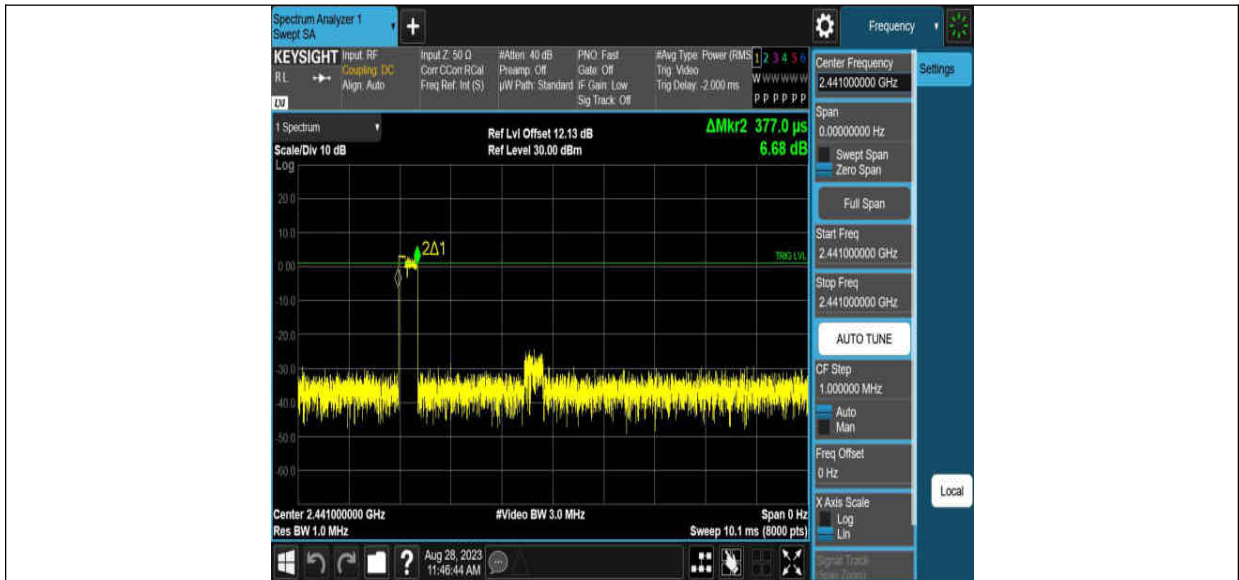 Spectrum Analyzer 1
Swept SA
Frequency
KEYSIGHT
RL
LXI
Input: RF
Coupling: DC
Align: Auto
Input Z: 50 Ω
Corr CCorr RCal
Freq Ref: Int (S)
#Atten: 40 dB
Preamp: Off
µW Path: Standard
PNO: Fast
Gate: Off
IF Gain: Low
Sig Track: Off
#Avg Type: Power (RMS
Trig: Video
Trig Delay: -2.000 ms
1 2 3 4 5 6
W W W W W W
P P P P P P
1 Spectrum
Scale/Div 10 dB
Log
Ref Lvl Offset 12.13 dB
Ref Level 30.00 dBm
ΔMkr2 377.0 µs
6.68 dB
20.0
10.0
0.00
-10.0
-20.0
-30.0
-40.0
-50.0
-60.0
2Δ1
TRIG LVL
Center 2.441000000 GHz
Res BW 1.0 MHz
#Video BW 3.0 MHz
Span 0 Hz
Sweep 10.1 ms (8000 pts)
?
Aug 28, 2023
11:46:44 AM
Center Frequency
2.441000000 GHz
Span
0.00000000 Hz
Swept Span
Zero Span
Full Span
Start Freq
2.441000000 GHz
Stop Freq
2.441000000 GHz
AUTO TUNE
CF Step
1.000000 MHz
Auto
Man
Freq Offset
0 Hz
X Axis Scale
Log
Lin
Signal Track
(Span Zoom)
Settings
Local